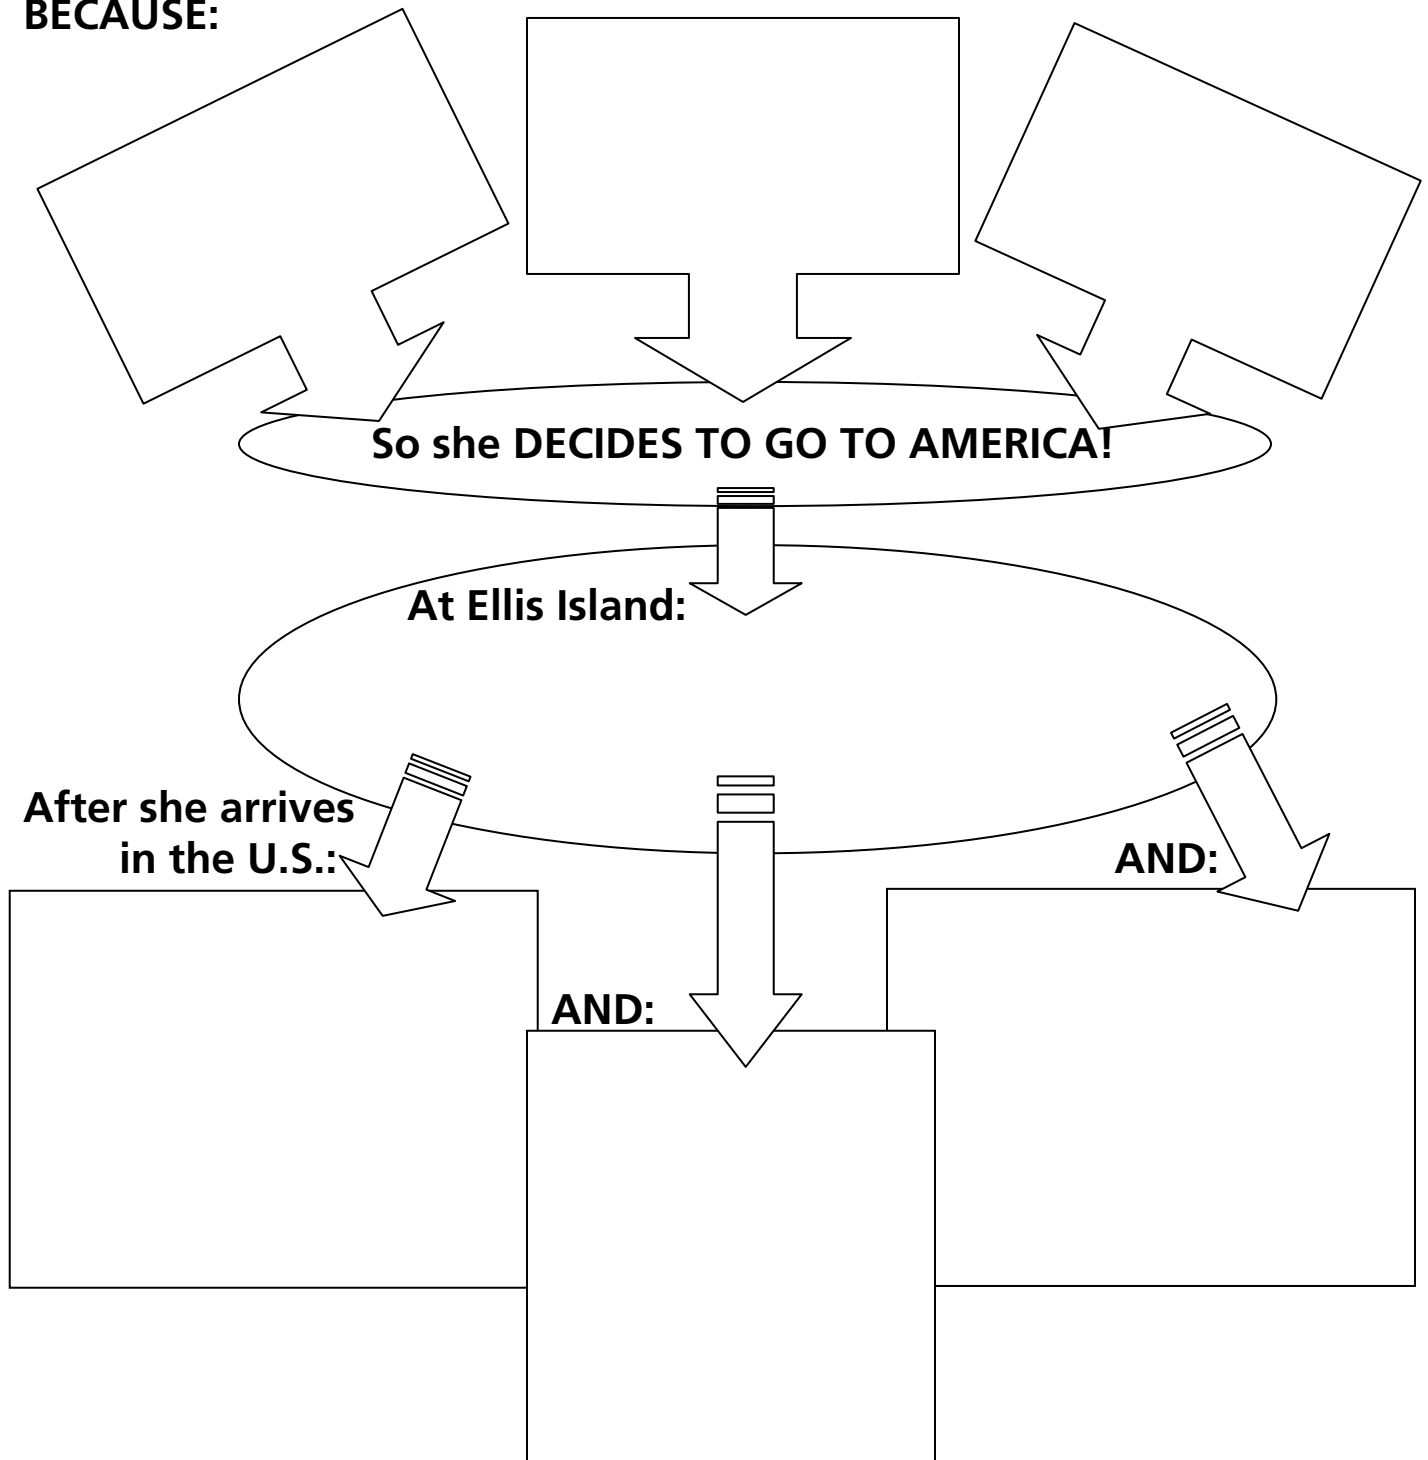 BECAUSE:
So she DECIDES TO GO TO AMERICA!
At Ellis Island:
After she arrives
in the U.S.:
AND:
AND: